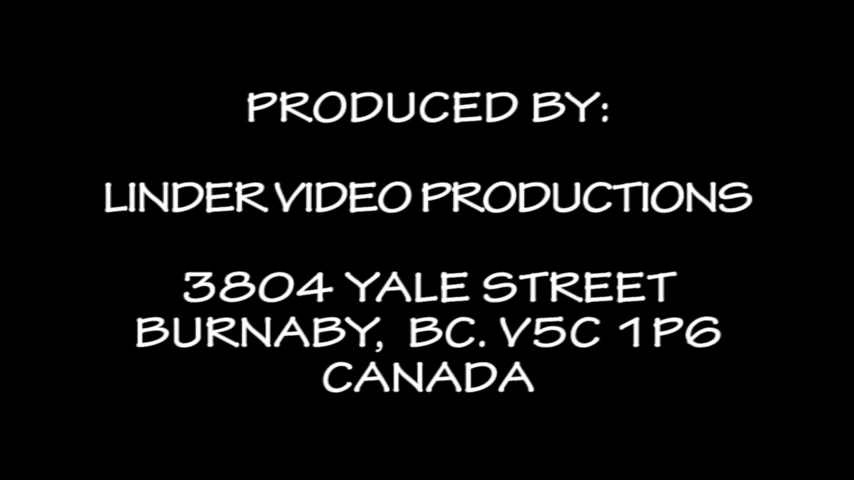 PRODUCED BY:
LINDER VIDEO PRODUCTIONS
3804 YALE STREET
BURNABY, BC. V5C 1P6
CANADA